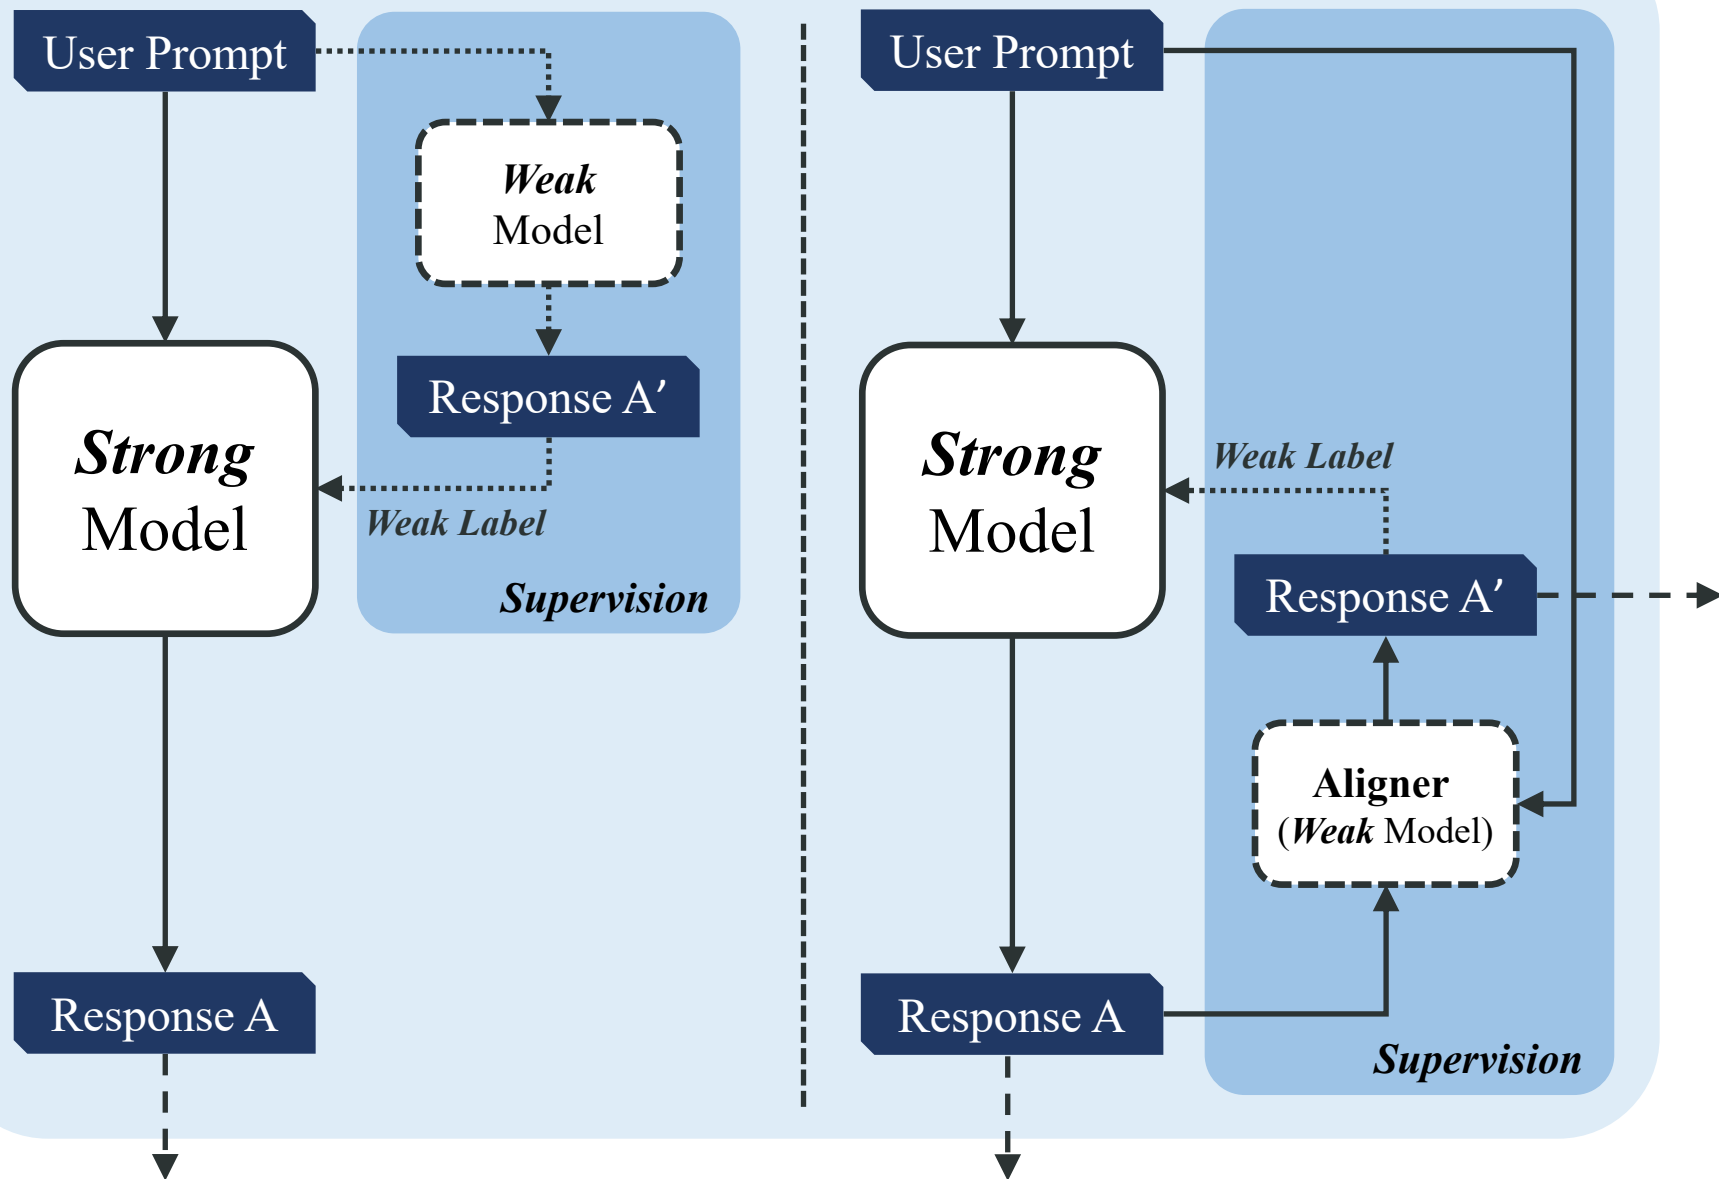 User Prompt
Weak
Model
Response A’
Strong
Model
Weak Label
Supervision
Response A
User Prompt
Strong
Model
Weak Label
Response A’
Aligner
(Weak Model)
Response A
Supervision